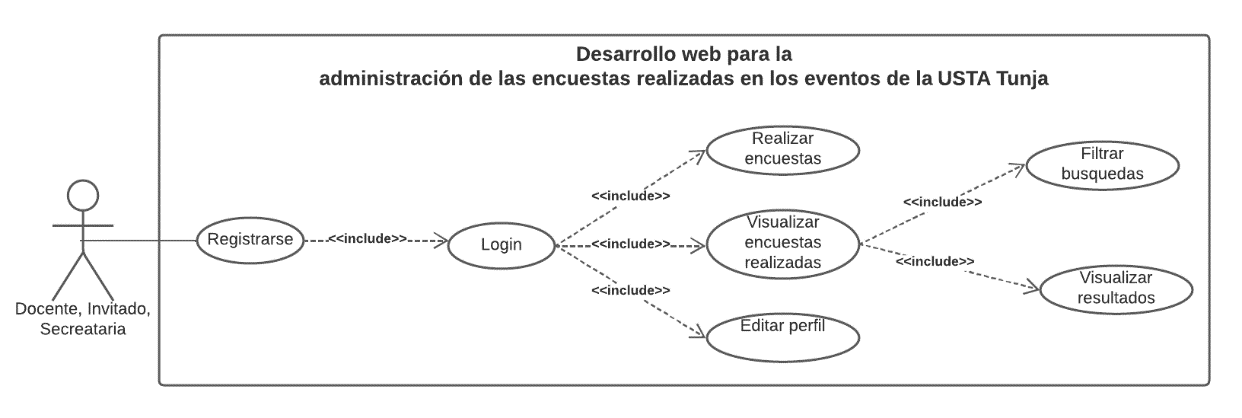 Desarrollo web para la
administración de las encuestas realizadas en los eventos de la USTA Tunja
Docente, Invitado,
Secreataria
Registrarse
<<include>>
Login
<<include>>
<<include>>
<<include>>
Realizar
encuestas
Visualizar
encuestas
realizadas
Editar perfil
<<include>>
<<include>>
Filtrar
busquedas
Visualizar
resultados